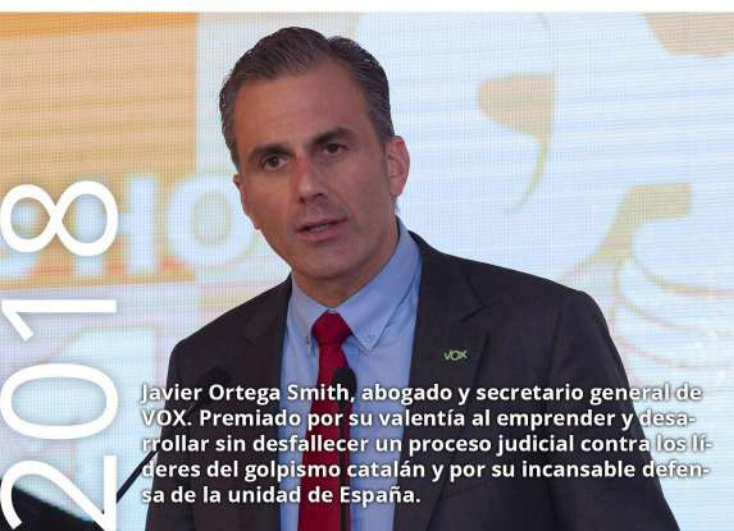 2018
HO
VOX
Javier Ortega Smith, abogado y secretario general de
VOX. Premiado por su valentía al emprender y desa-
rrollar sin desfallecer un proceso judicial contra los lí-
deres del golpismo catalán y por su incansable defen-
sa de la unidad de España.